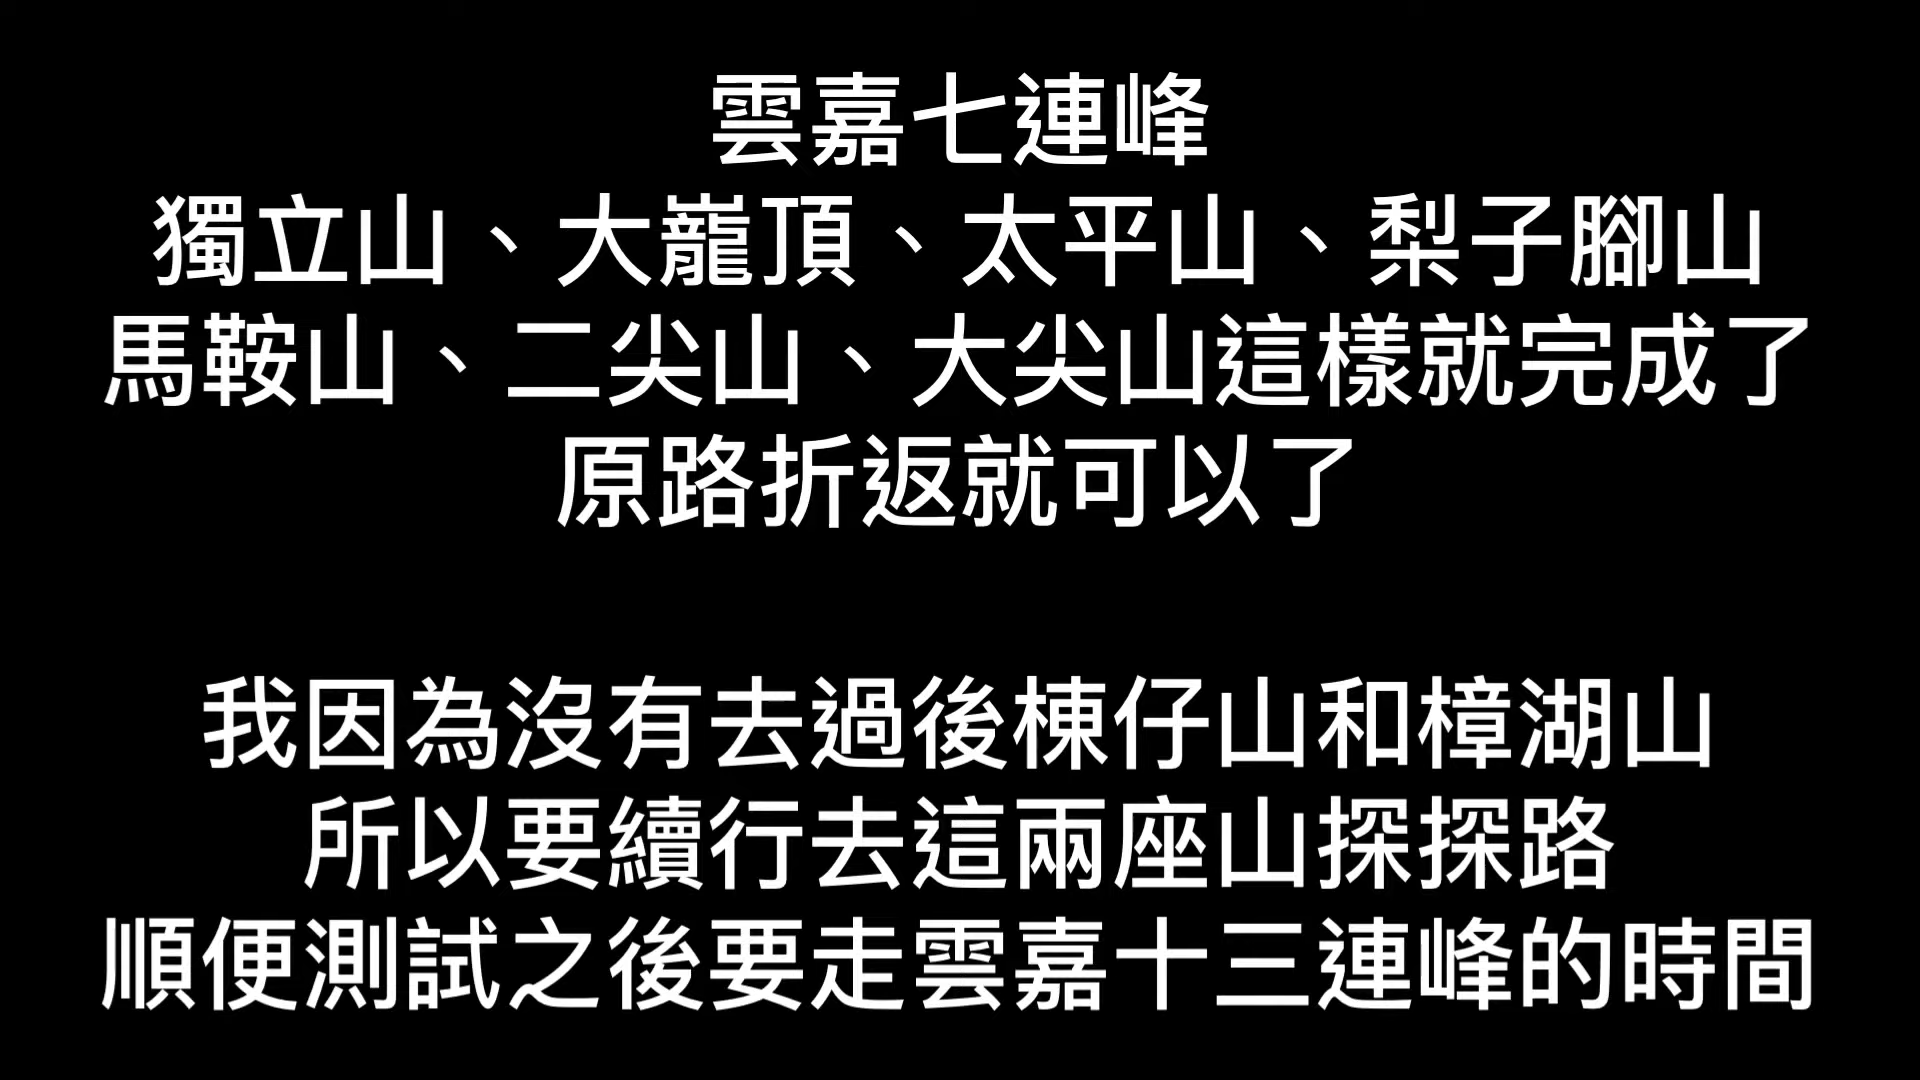 雲嘉七連峰
獨立山、大巃頂、太平山、梨子腳山
馬鞍山、二尖山、大尖山這樣就完成了
原路折返就可以了
我因為沒有去過後棟仔山和樟湖山
所以要續行去這兩座山探探路
順便測試之後要走雲嘉十三連峰的時間